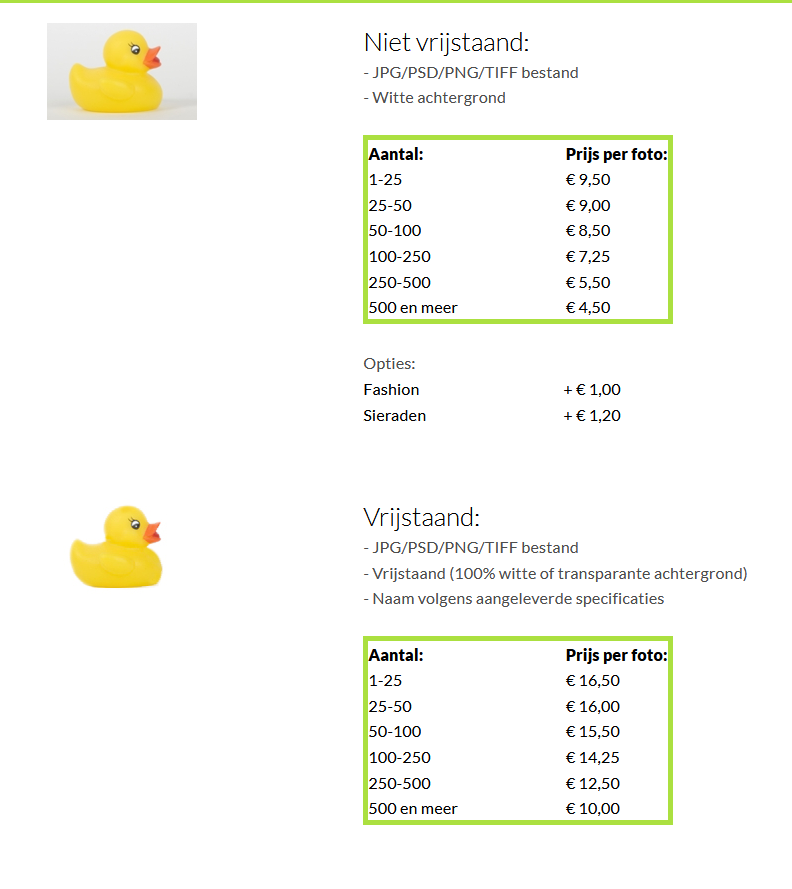 Niet vrijstaand:
- JPG/PSD/PNG/TIFF bestand
- Witte achtergrond
Aantal: Prijs per foto:
1-25 € 9,50
25-50 € 9,00
50-100 € 8,50
100-250 € 7,25
250-500 € 5,50
500 en meer € 4,50
Opties:
Fashion + € 1,00
Sieraden + € 1,20
Vrijstaand:
- JPG/PSD/PNG/TIFF bestand
- Vrijstaand (100% witte of transparante achtergrond)
- Naam volgens aangeleverde specificaties
Aantal: Prijs per foto:
1-25 € 16,50
25-50 € 16,00
50-100 € 15,50
100-250 € 14,25
250-500 € 12,50
500 en meer € 10,00